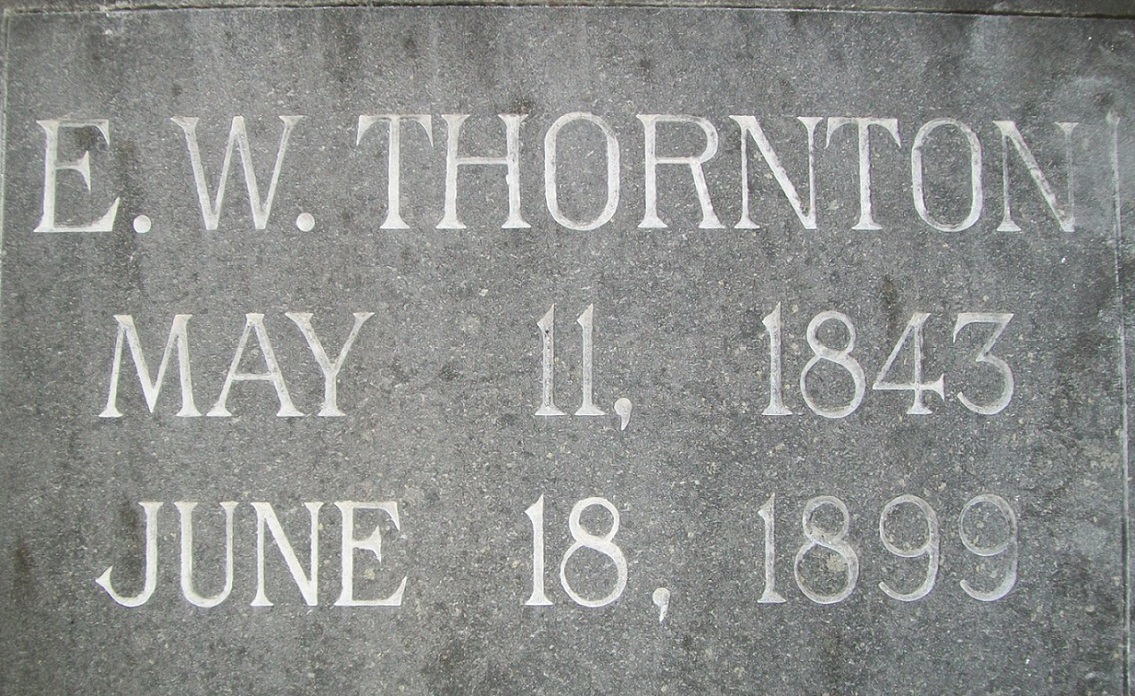 E. W. THORNTON
MAY 11, 1843
JUNE 18, 1899